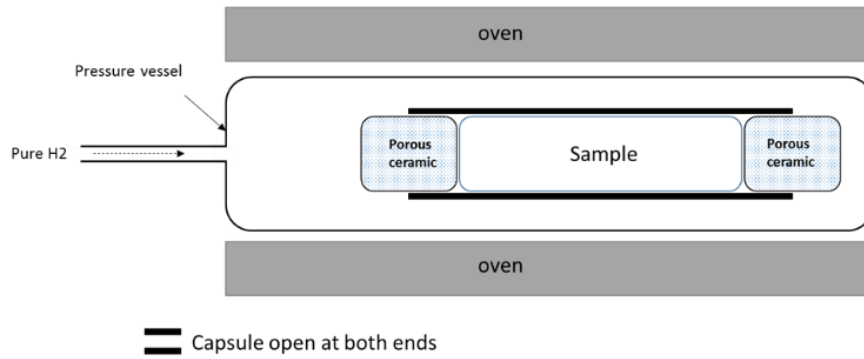 oven
Pressure vessel
Pure H2
Porous
ceramic
Sample
Porous
ceramic
oven
Capsule open at both ends